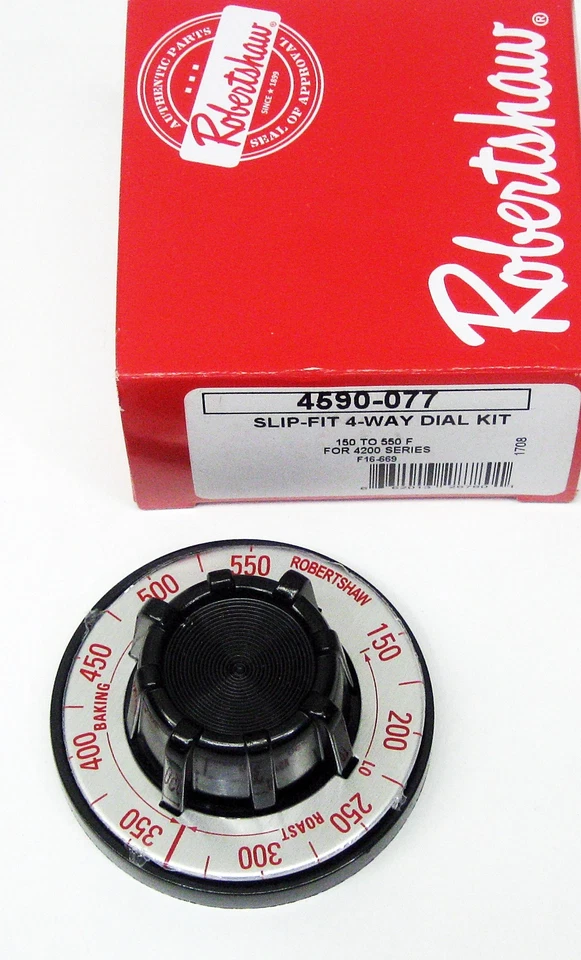 AUTHENTIC PARTS
Robertshaw
SINCE ★ 1899
SEAL OF APPROVAL
Robertshaw®
4590-077
SLIP-FIT 4-WAY DIAL KIT
150 TO 550 F
FOR 4200 SERIES
F16-669
1708
ROBERTSHAW
150
200
LO
250
ROAST
300
350
400
BAKING
450
500
550